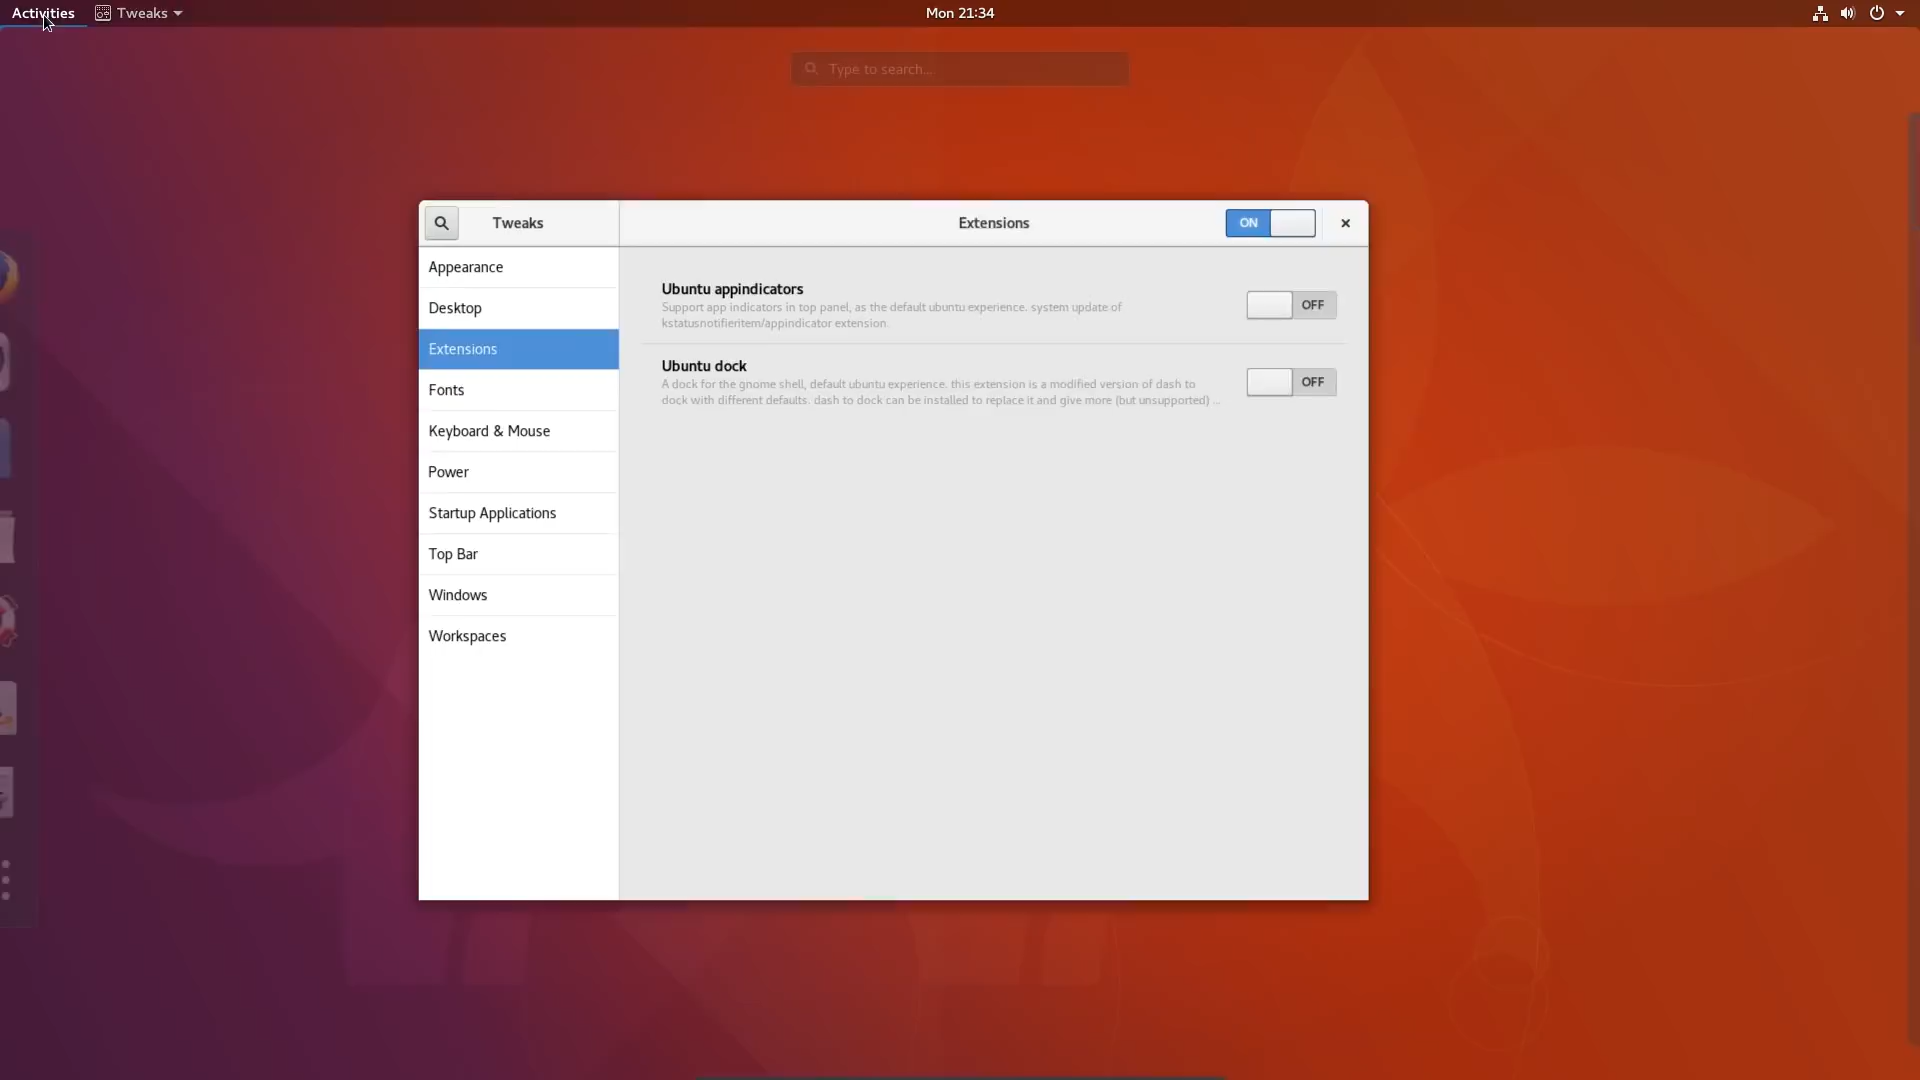 Activities
Tweaks
Mon 21:34
Type to search...
Tweaks
Extensions
ON
Appearance
Desktop
Extensions
Fonts
Keyboard & Mouse
Power
Startup Applications
Top Bar
Windows
Workspaces
Ubuntu appindicators
Support app indicators in top panel, as the default ubuntu experience. system update of
kstatusnotifieritem/appindicator extension.
OFF
Ubuntu dock
A dock for the gnome shell, default ubuntu experience. this extension is a modified version of dash to
dock with different defaults. dash to dock can be installed to replace it and give more (but unsupported) ...
OFF